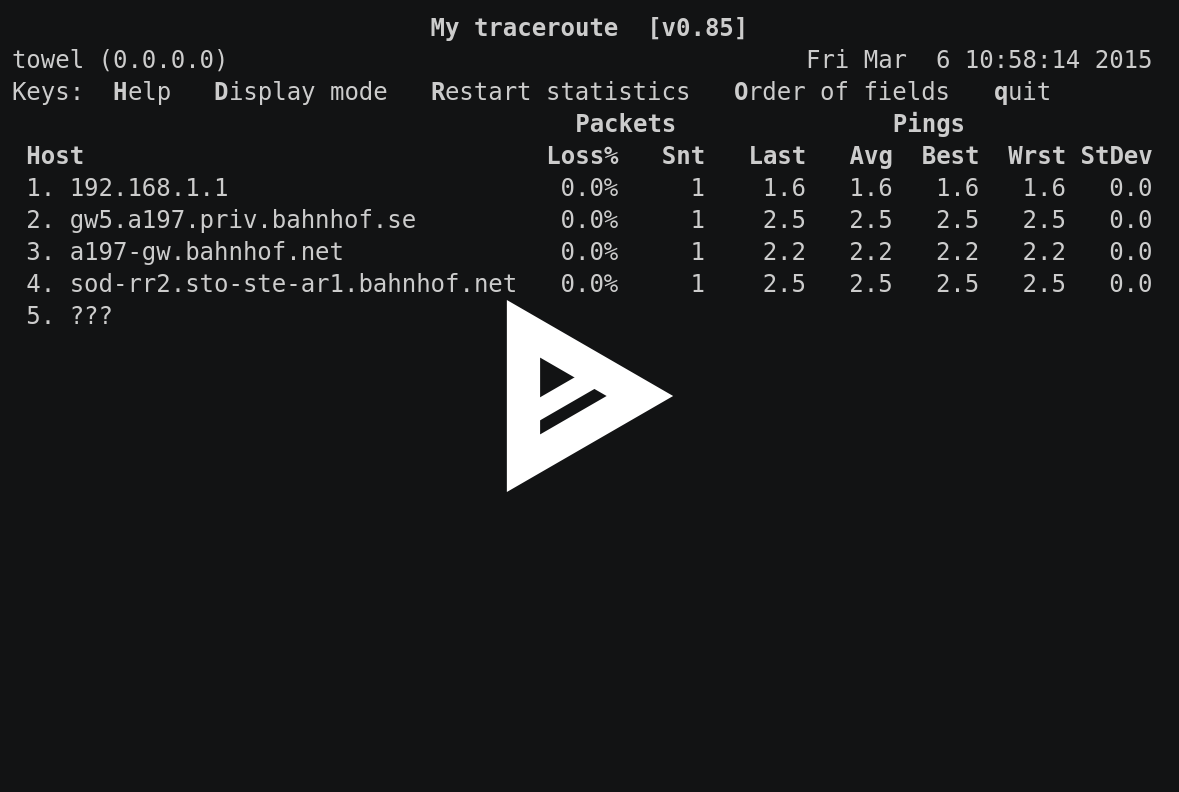 My traceroute  [v0.85]
towel (0.0.0.0)                                        Fri Mar  6 10:58:14 2015
Keys:  Help   Display mode   Restart statistics   Order of fields   quit
                                       Packets               Pings
 Host                                Loss%   Snt   Last   Avg  Best  Wrst StDev
 1. 192.168.1.1                       0.0%     1    1.6   1.6   1.6   1.6   0.0
 2. gw5.a197.priv.bahnhof.se          0.0%     1    2.5   2.5   2.5   2.5   0.0
 3. a197-gw.bahnhof.net               0.0%     1    2.2   2.2   2.2   2.2   0.0
 4. sod-rr2.sto-ste-ar1.bahnhof.net   0.0%     1    2.5   2.5   2.5   2.5   0.0
 5. ???